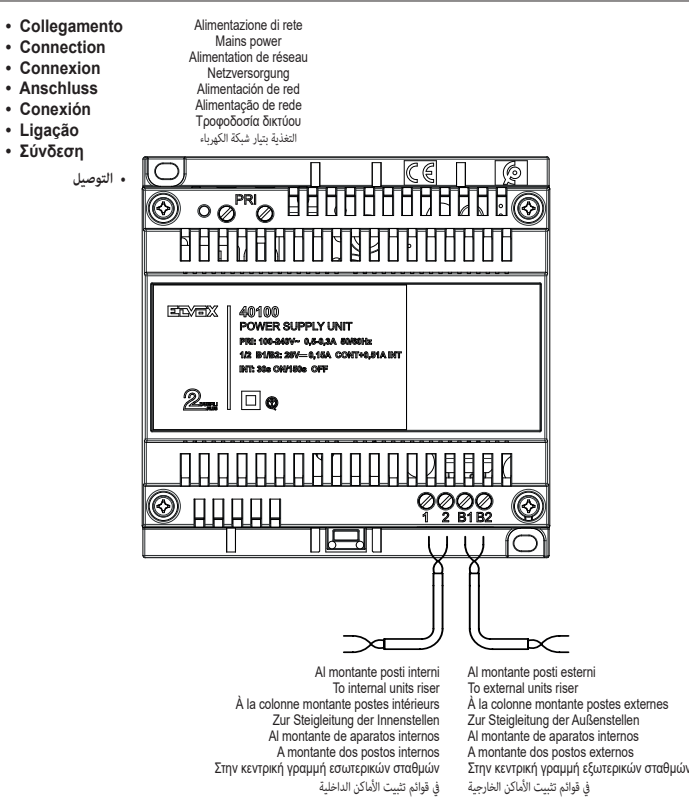 • Collegamento
• Connection
• Connexion
• Anschluss
• Conexión
• Ligação
• Σύνδεση
• التوصيل
Alimentazione di rete
Mains power
Alimentation de réseau
Netzversorgung
Alimentación de red
Alimentação de rede
Τροφοδοσία δικτύου
التغذية بتيار شبكة الكهرباء
CE
PRI
ELVOX
40100
POWER SUPPLY UNIT
PRI: 100-240V~ 0,5-0,3A 50/60Hz
1/2 B1/B2: 28V 0,15A CONT+0,51A INT
INT: 30s ON/150s OFF
2
1 2 B1 B2
Al montante posti interni
To internal units riser
À la colonne montante postes intérieurs
Zur Steigleitung der Innenstellen
Al montante de aparatos internos
A montante dos postos internos
Στην κεντρική γραμμή εσωτερικών σταθμών
في قوائم تثبيت الأماكن الداخلية
Al montante posti esterni
To external units riser
À la colonne montante postes externes
Zur Steigleitung der Außenstellen
Al montante de aparatos internos
A montante dos postos externos
Στην κεντρική γραμμή εξωτερικών σταθμών
في قوائم تثبيت الأماكن الخارجية